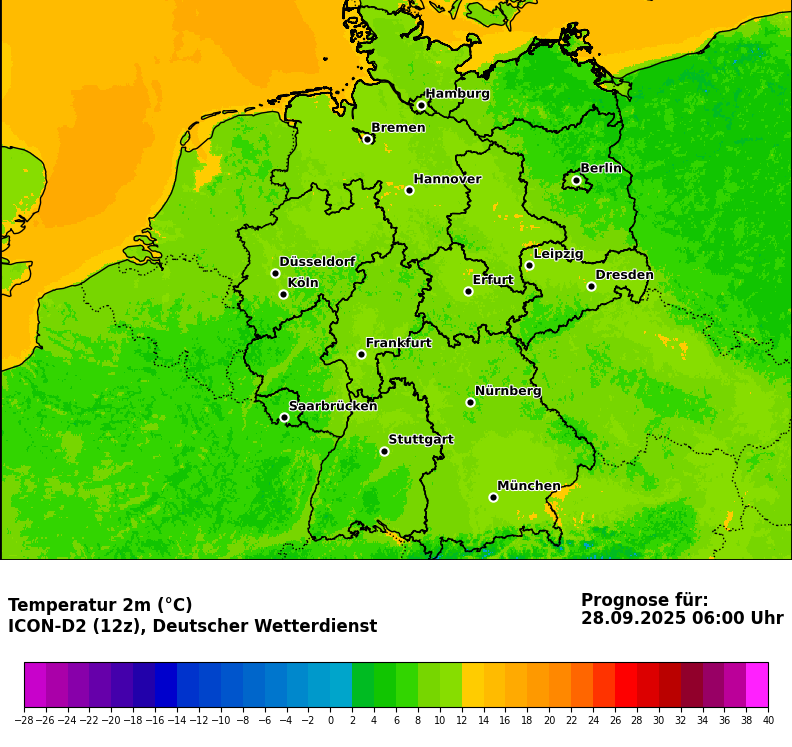 Hamburg
Bremen
Berlin
Hannover
Leipzig
Düsseldorf
Dresden
Köln
Erfurt
Frankfurt
Nürnberg
Saarbrücken
Stuttgart
München
Temperatur 2m (°C)
ICON-D2 (12z), Deutscher Wetterdienst
Prognose für:
28.09.2025 06:00 Uhr
−28 −26 −24 −22 −20 −18 −16 −14 −12 −10 −8 −6 −4 −2 0 2 4 6 8 10 12 14 16 18 20 22 24 26 28 30 32 34 36 38 40